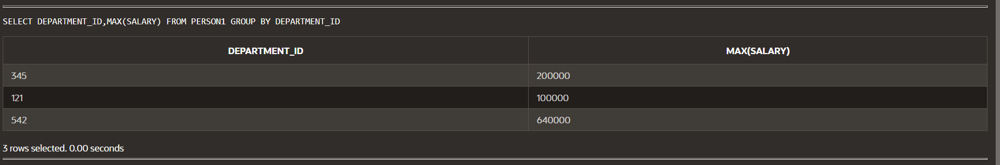 SELECT DEPARTMENT_ID,MAX(SALARY) FROM PERSON1 GROUP BY DEPARTMENT_ID
DEPARTMENT_ID MAX(SALARY)
345 200000
121 100000
542 640000
3 rows selected. 0.00 seconds